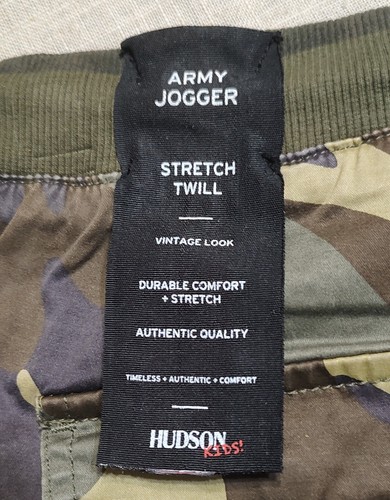 ARMY
JOGGER
STRETCH
TWILL
VINTAGE LOOK
DURABLE COMFORT
+ STRETCH
AUTHENTIC QUALITY
TIMELESS + AUTHENTIC + COMFORT
HUDSON
KIDS!